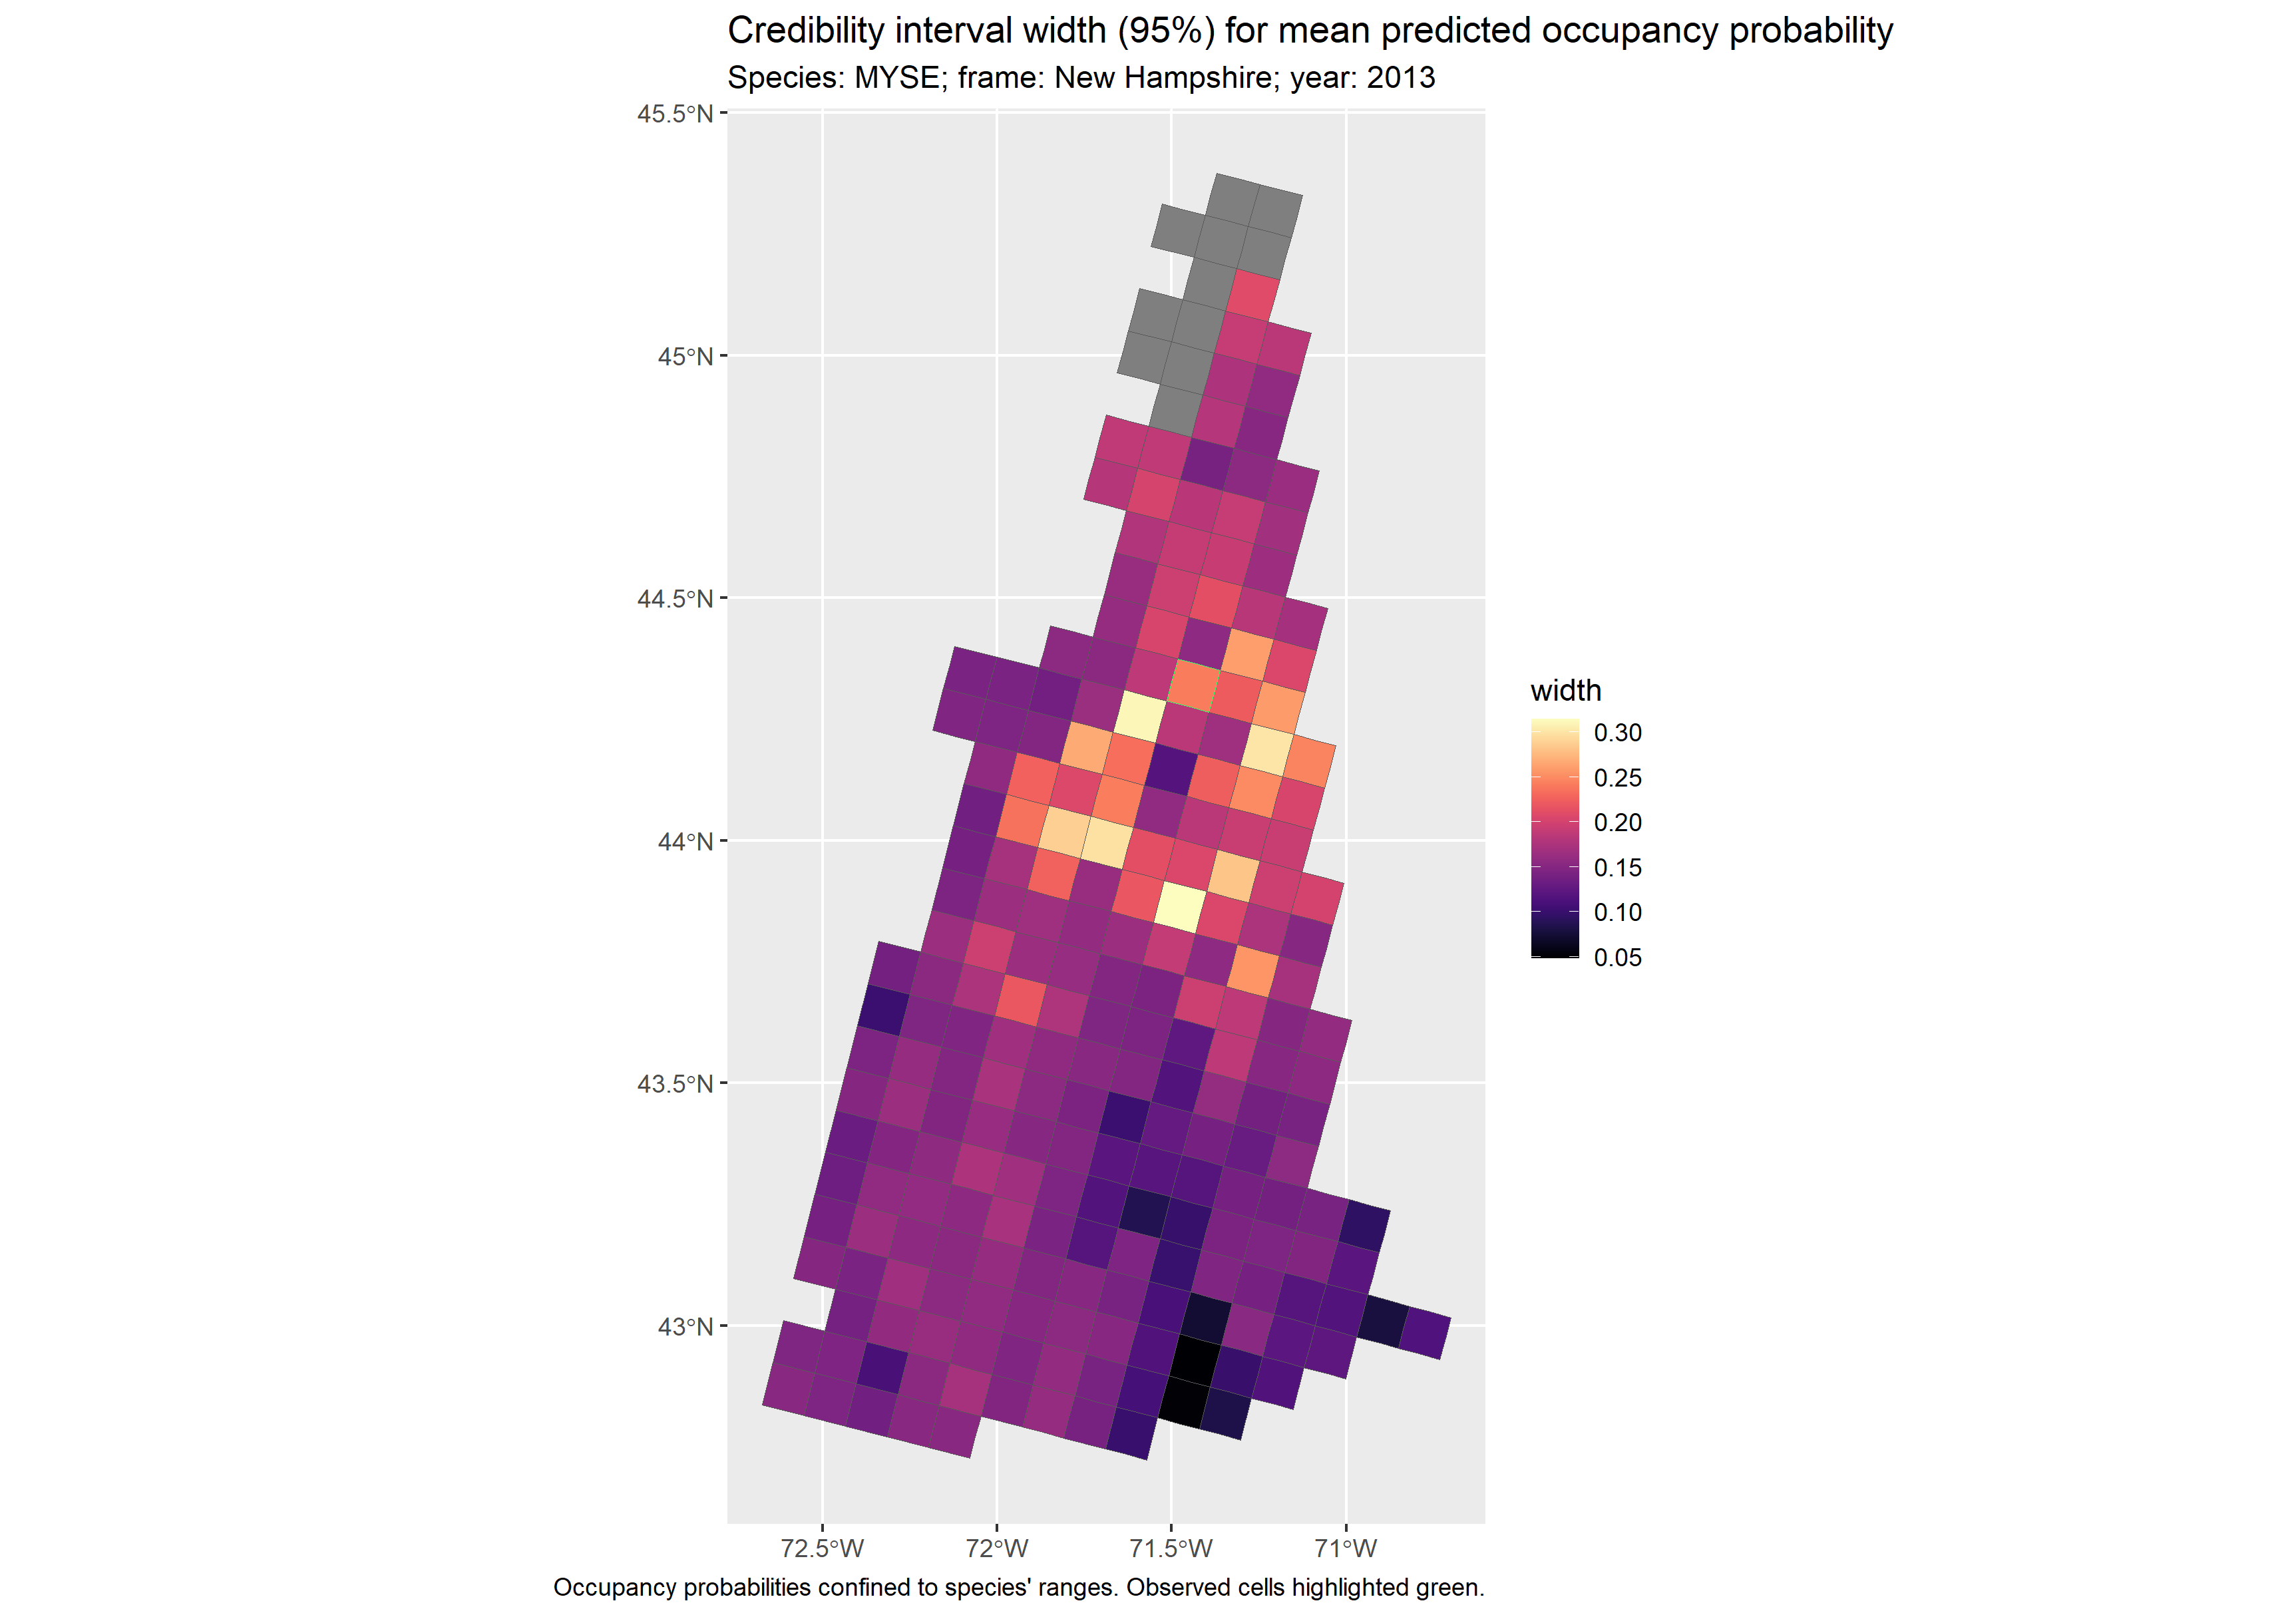 Credibility interval width (95%) for mean predicted occupancy probability
Species: MYSE; frame: New Hampshire; year: 2013
45.5°N
45°N
44.5°N
44°N
43.5°N
43°N
72.5°W
72°W
71.5°W
71°W
width
0.30
0.25
0.20
0.15
0.10
0.05
Occupancy probabilities confined to species' ranges. Observed cells highlighted green.